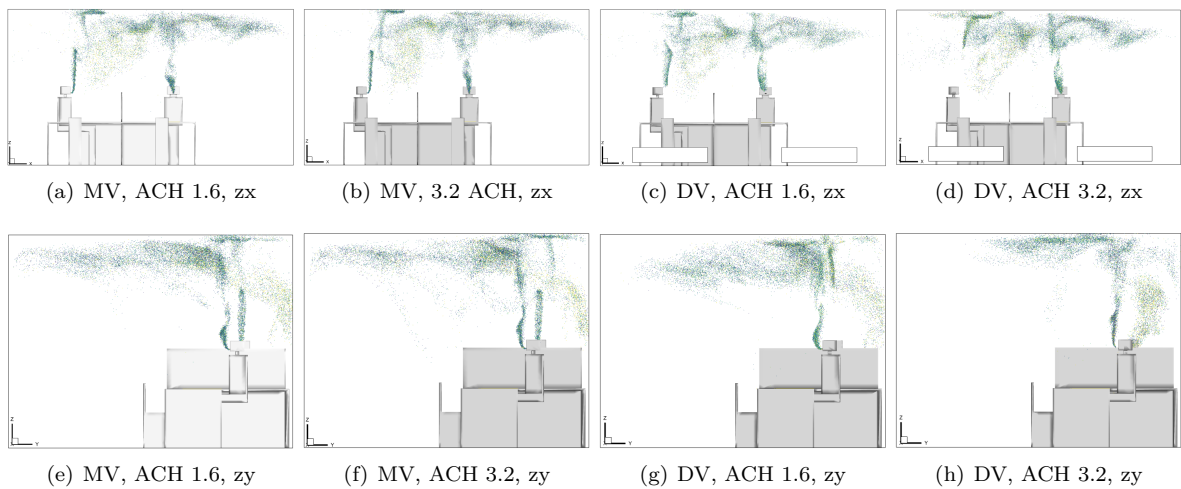 Z
X
Z
X
Z
X
Z
X
(a) MV, ACH 1.6, zx
(b) MV, 3.2 ACH, zx
(c) DV, ACH 1.6, zx
(d) DV, ACH 3.2, zx
Z
Y
Z
Y
Z
Y
Z
Y
(e) MV, ACH 1.6, zy
(f) MV, ACH 3.2, zy
(g) DV, ACH 1.6, zy
(h) DV, ACH 3.2, zy